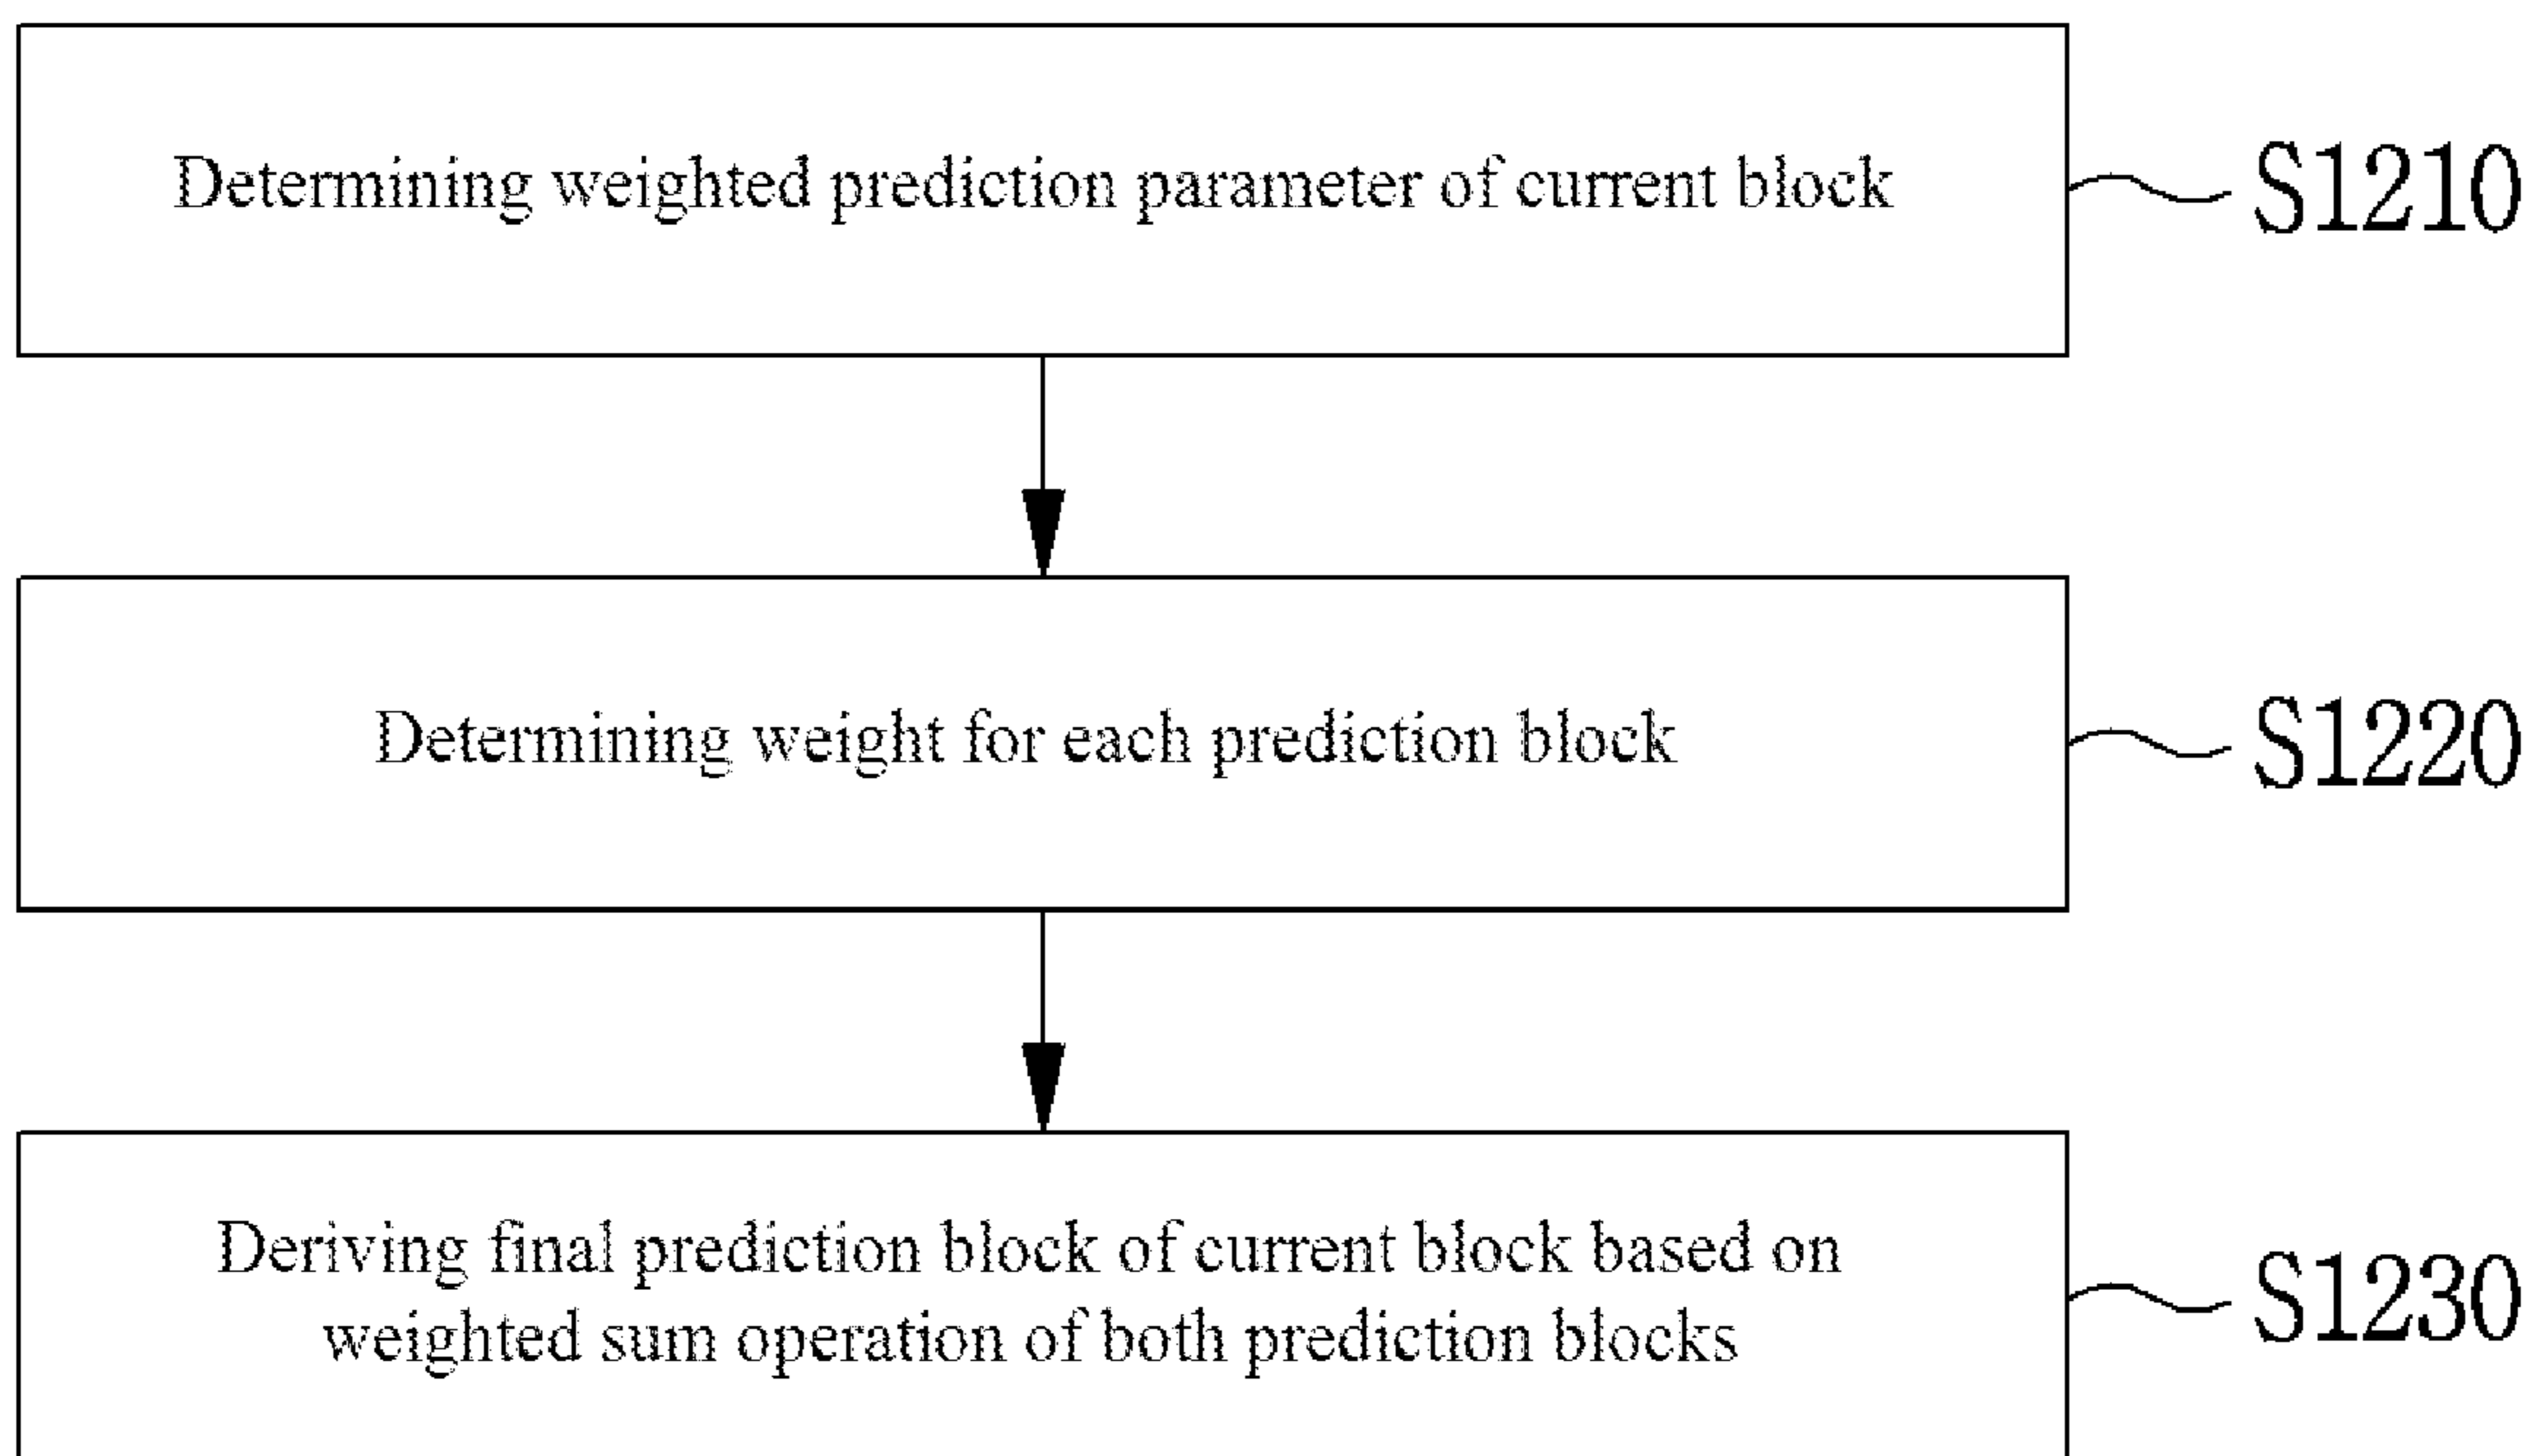 Determining weighted prediction parameter of current block
S1210
Determining weight for each prediction block
S1220
Deriving final prediction block of current block based on
weighted sum operation of both prediction blocks
S1230